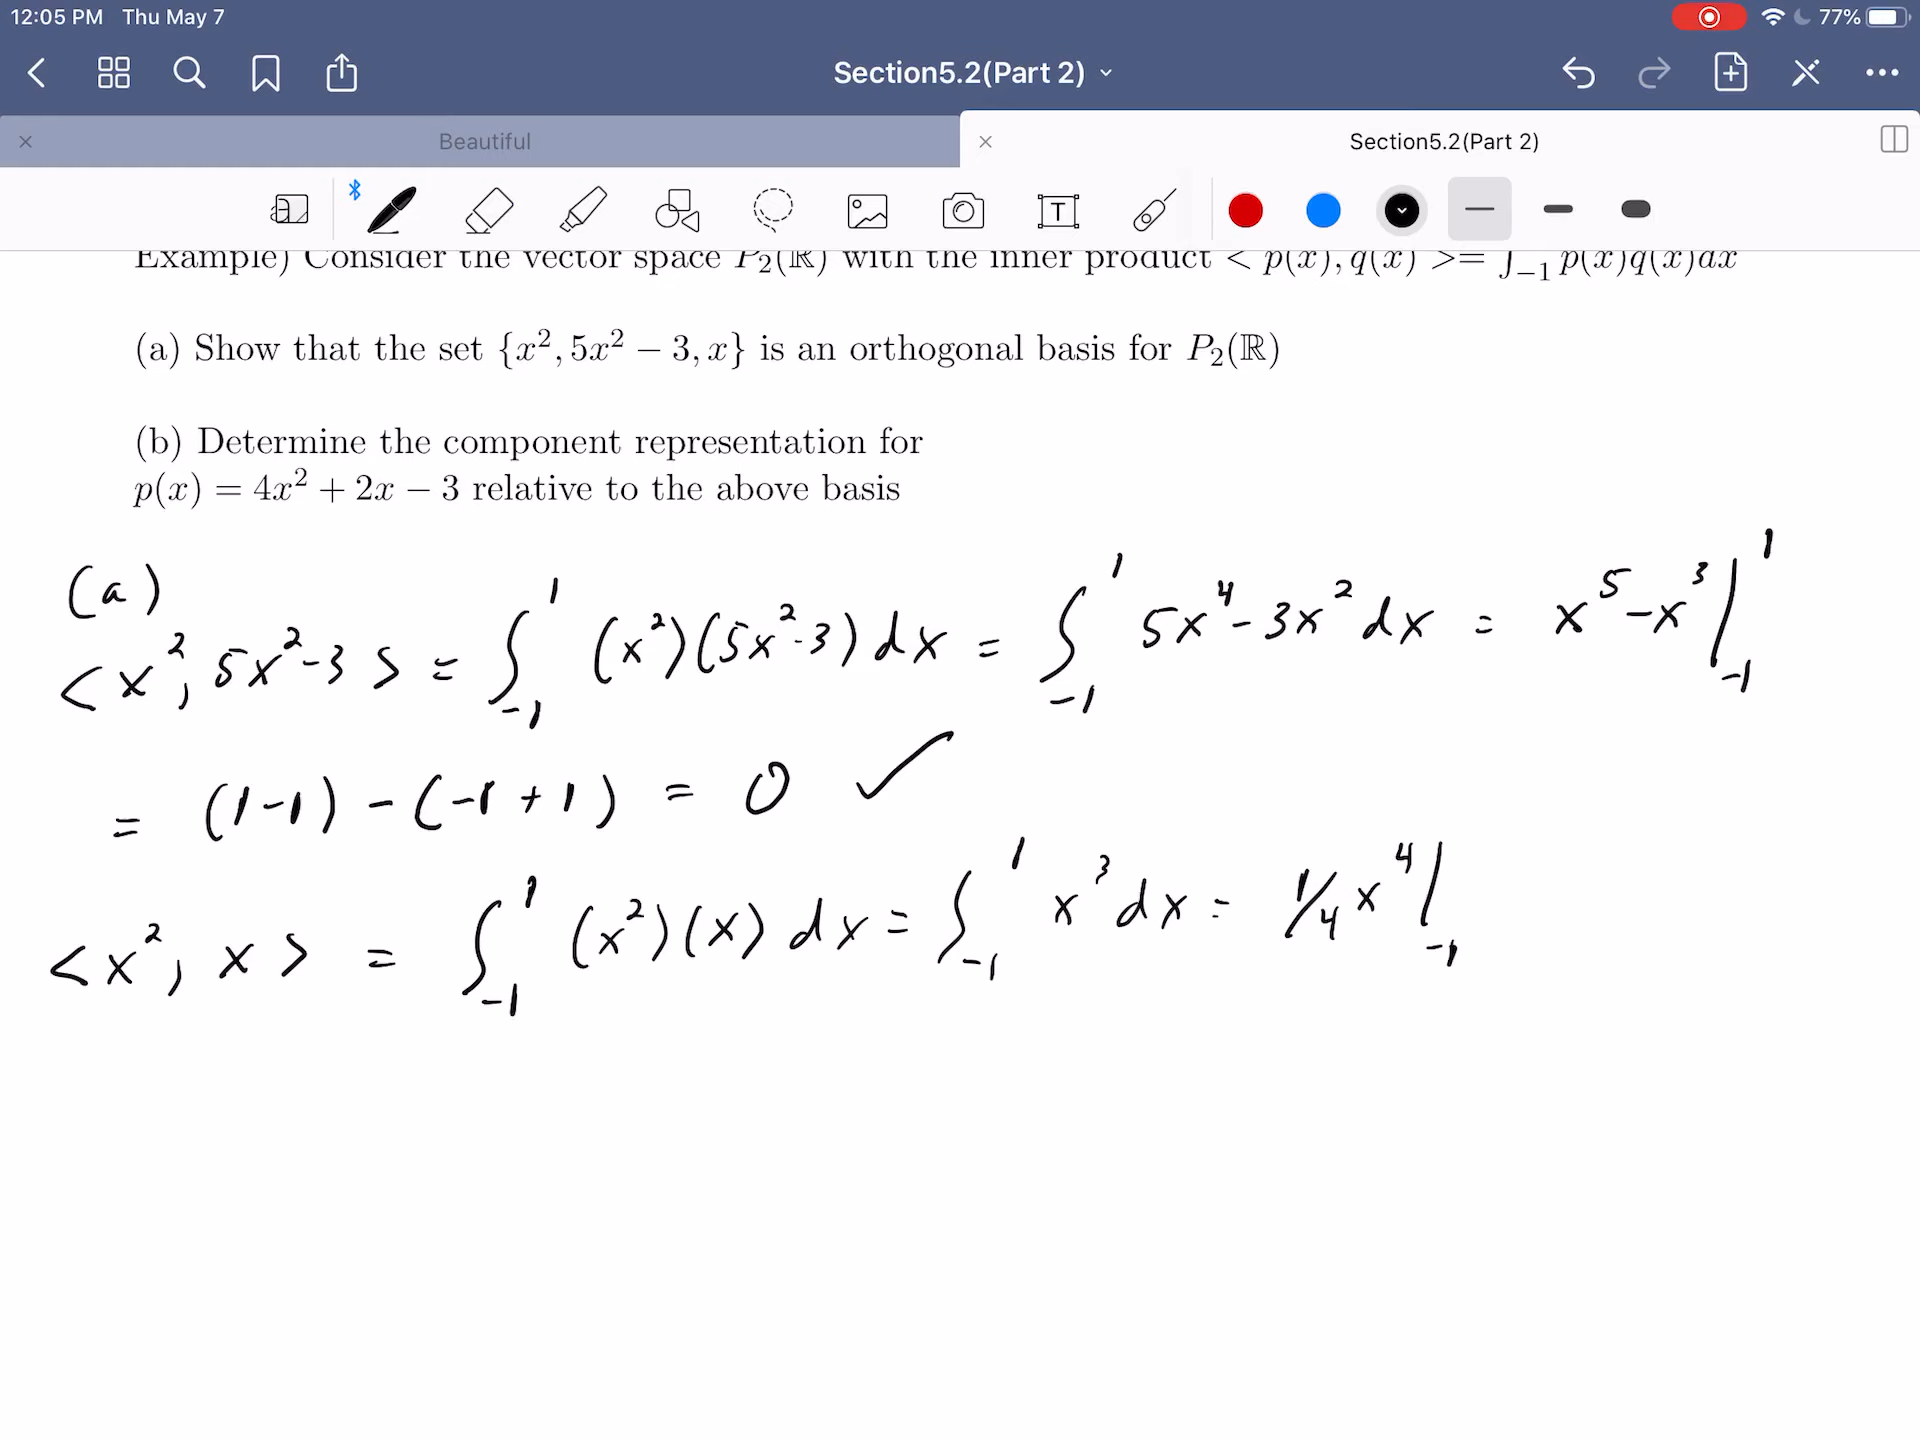 12:05 PM Thu May 7
77%
Section5.2(Part 2)
Beautiful
Section5.2(Part 2)
Example) Consider the vector space P₂(ℝ) with the inner product < p(x), q(x) >= ∫₋₁ p(x)q(x)dx
(a) Show that the set {x², 5x² − 3, x} is an orthogonal basis for P₂(ℝ)
(b) Determine the component representation for
p(x) = 4x² + 2x − 3 relative to the above basis
(a)
<x², 5x²-3> = ∫₋₁¹ (x²)(5x²-3) dx = ∫₋₁¹ 5x⁴-3x² dx = x⁵-x³ |₋₁¹
= (1-1) - (-1+1) = 0 ✓
<x², x> = ∫₋₁¹ (x²)(x) dx = ∫₋₁¹ x³ dx = 1/4 x⁴ |₋₁